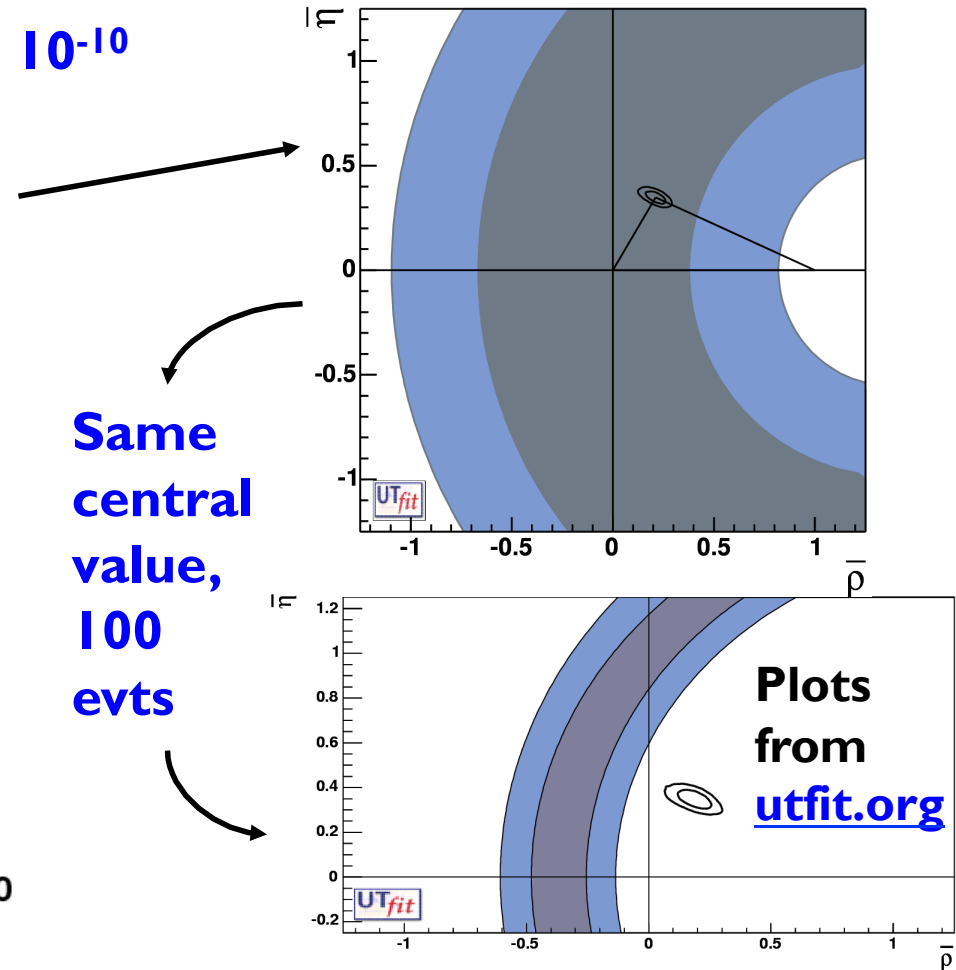 10-10
η̅
1
0.5
0
-0.5
-1
UTfit
-1 -0.5 0 0.5 1
ρ̅
Same
central
value,
100
evts
η̅
1.2
1
0.8
0.6
0.4
0.2
0
-0.2
Plots
from
utfit.org
UTfit
-1 -0.5 0 0.5 1
ρ̅
0